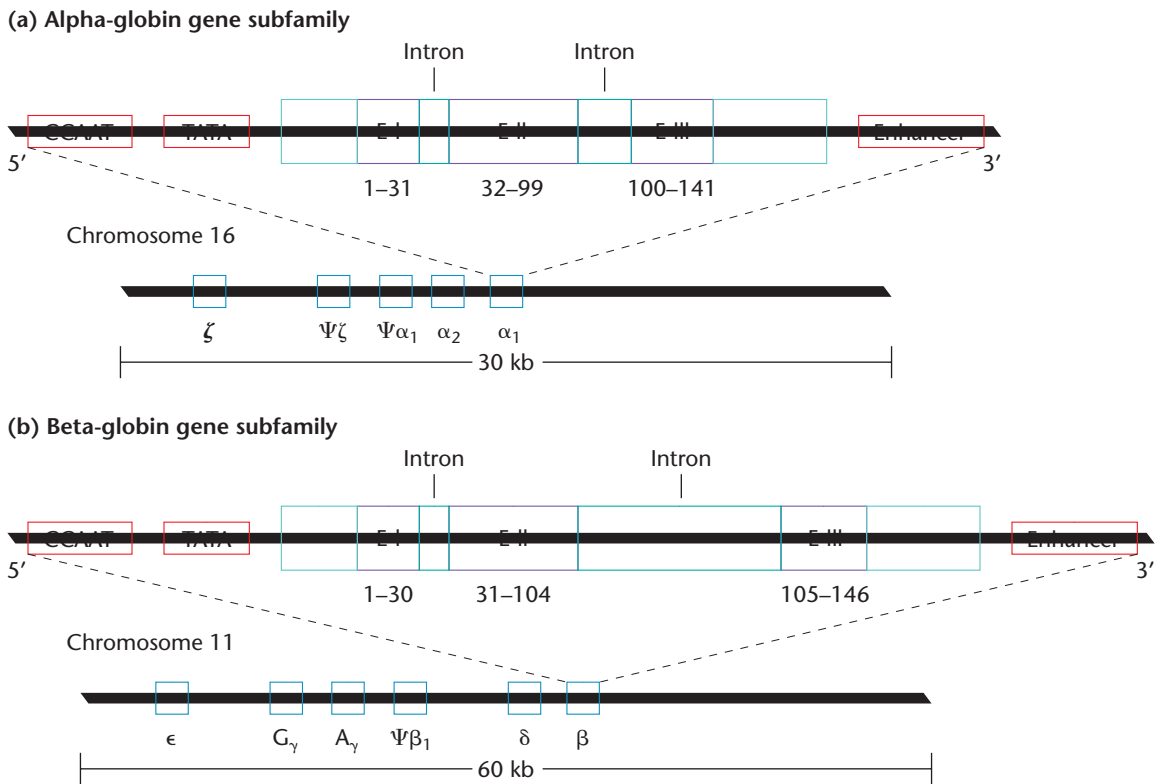 (a) Alpha-globin gene subfamily
Intron Intron
CCAAT TATA E-I E-II E-III Enhancer
5′ 3′
1–31 32–99 100–141
Chromosome 16
ζ Ψζ Ψα1 α2 α1
30 kb
(b) Beta-globin gene subfamily
Intron Intron
CCAAT TATA E-I E-II E-III Enhancer
5′ 3′
1–30 31–104 105–146
Chromosome 11
ϵ Gγ Aγ Ψβ1 δ β
60 kb